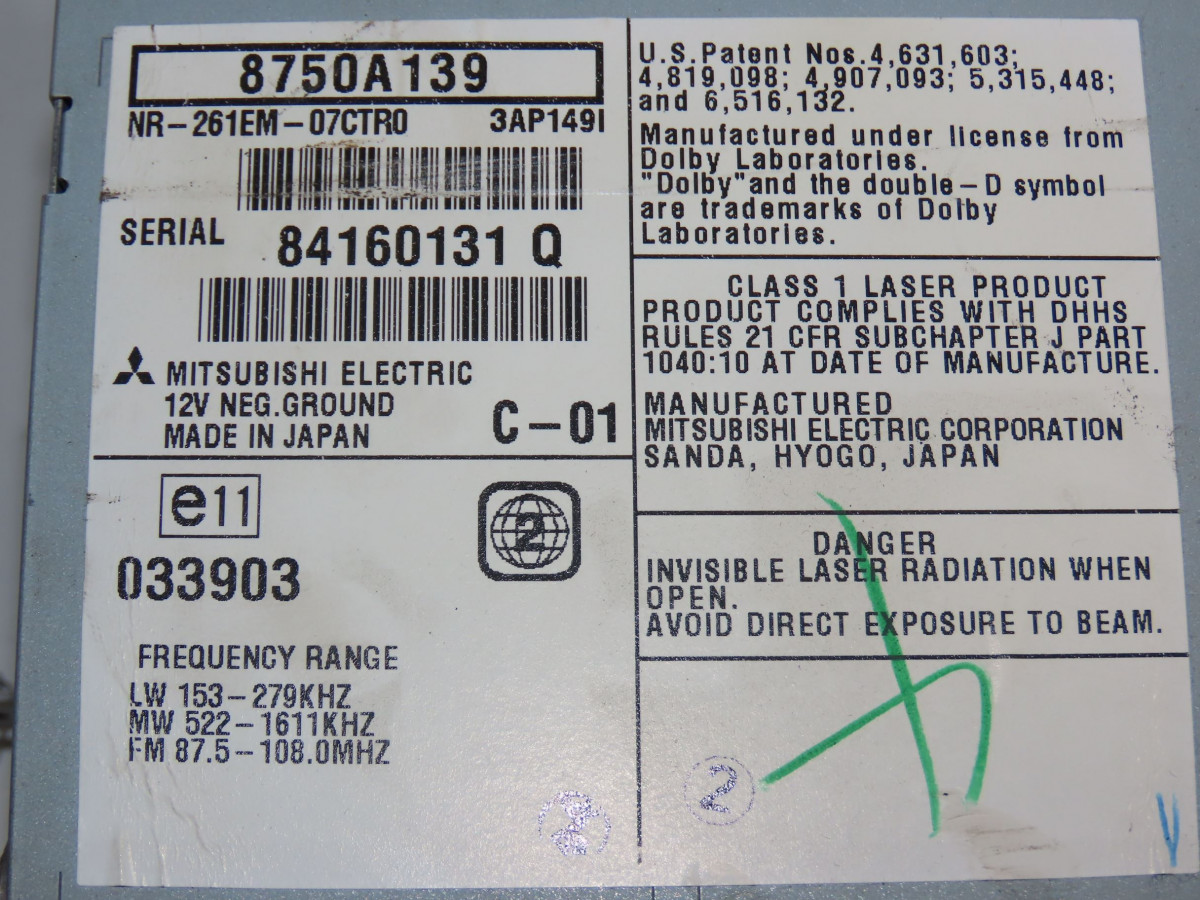 8750A139
NR-261EM-07CTR0 3AP149I
SERIAL 84160131 Q
MITSUBISHI ELECTRIC
12V NEG.GROUND
MADE IN JAPAN
C-01
e11
2
033903
FREQUENCY RANGE
LW 153-279KHZ
MW 522-1611KHZ
FM 87.5-108.0MHZ
2
U.S.Patent Nos.4,631,603;
4,819,098; 4,907,093; 5,315,448;
and 6,516,132.
Manufactured under license from
Dolby Laboratories.
"Dolby"and the double-D symbol
are trademarks of Dolby
Laboratories.
CLASS 1 LASER PRODUCT
PRODUCT COMPLIES WITH DHHS
RULES 21 CFR SUBCHAPTER J PART
1040:10 AT DATE OF MANUFACTURE.
MANUFACTURED
MITSUBISHI ELECTRIC CORPORATION
SANDA, HYOGO, JAPAN
DANGER
INVISIBLE LASER RADIATION WHEN
OPEN.
AVOID DIRECT EXPOSURE TO BEAM.
2